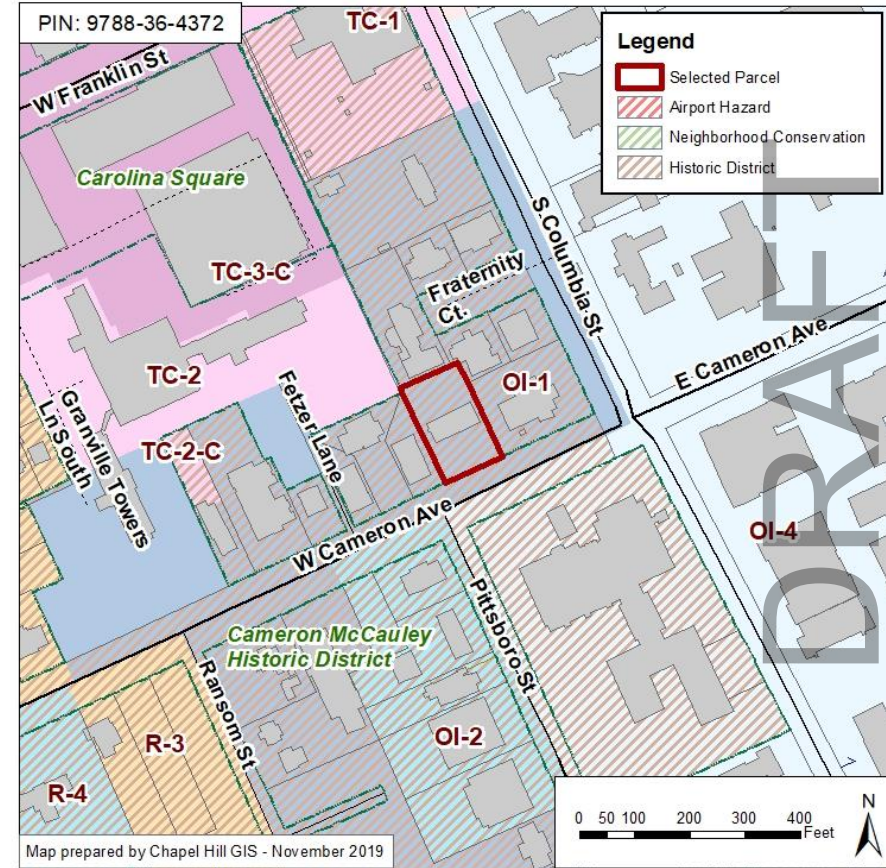 PIN: 9788-36-4372
TC-1
Legend
Selected Parcel
Airport Hazard
Neighborhood Conservation
Historic District
W Franklin St
Carolina Square
S Columbia St
TC-3-C
Fraternity
Ct.
E Cameron Ave
TC-2
OI-1
Fetzer Lane
Granville Towers
Ln South
TC-2-C
W Cameron Ave
OI-4
DRAFT
Pittsboro St
Cameron McCauley
Historic District
Ransom St
R-3
OI-2
R-4
0 50 100 200 300 400
Feet
N
Map prepared by Chapel Hill GIS - November 2019